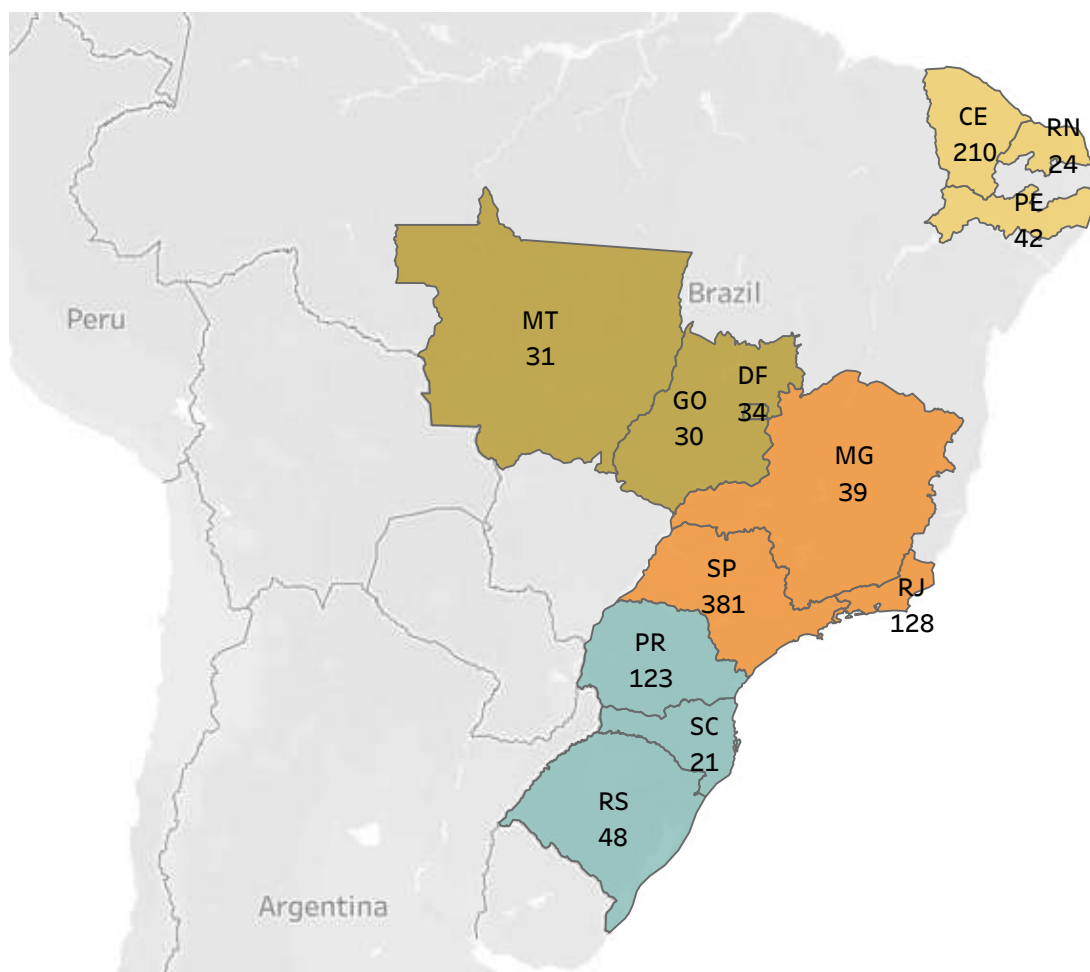 CE
210
RN
24
PE
42
Brazil
Peru
MT
31
DF
34
GO
30
MG
39
SP
381
RJ
128
PR
123
SC
21
RS
48
Argentina